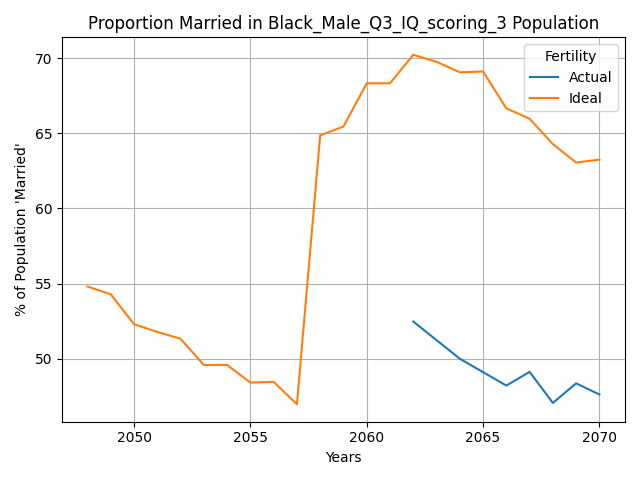 Proportion Married in Black_Male_Q3_IQ_scoring_3 Population
% of Population 'Married'
70
65
60
55
50
Fertility
Actual
Ideal
2050 2055 2060 2065 2070
Years